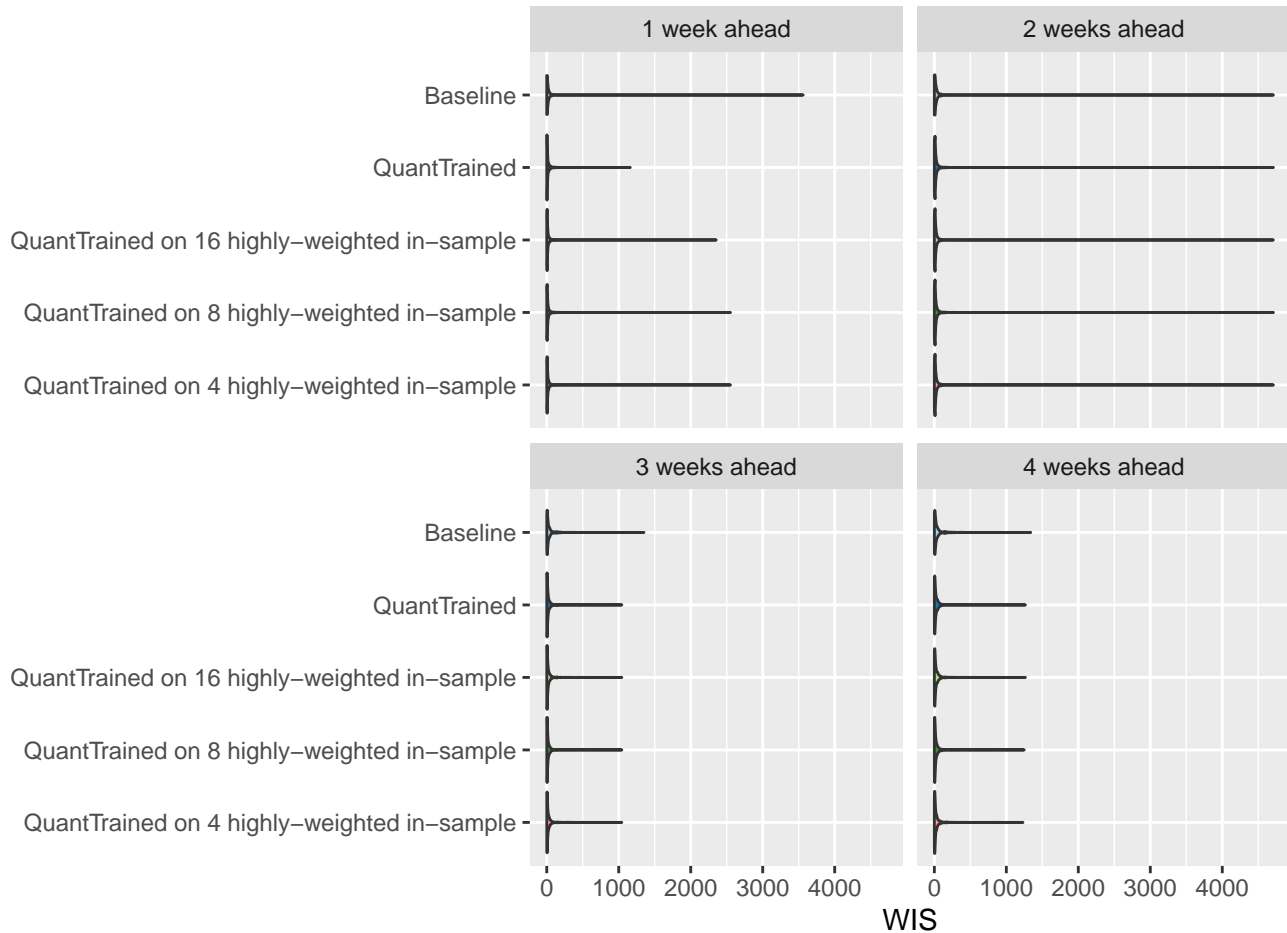 1 week ahead
2 weeks ahead
Baseline
QuantTrained
QuantTrained on 16 highly−weighted in−sample
QuantTrained on 8 highly−weighted in−sample
QuantTrained on 4 highly−weighted in−sample
3 weeks ahead
4 weeks ahead
Baseline
QuantTrained
QuantTrained on 16 highly−weighted in−sample
QuantTrained on 8 highly−weighted in−sample
QuantTrained on 4 highly−weighted in−sample
0 1000 2000 3000 4000
0 1000 2000 3000 4000
WIS